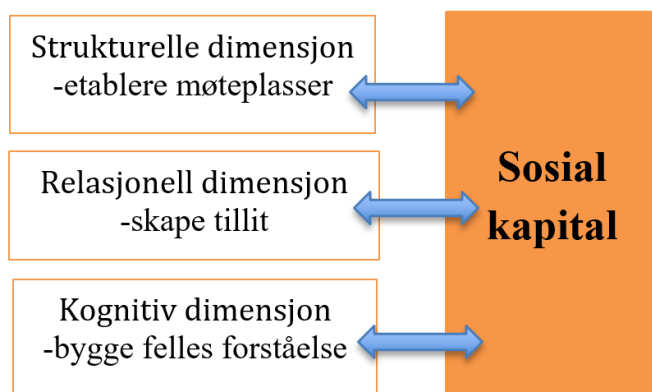 Strukturelle dimensjon
-etablere møteplasser
Relasjonell dimensjon
-skape tillit
Kognitiv dimensjon
-bygge felles forståelse
Sosial
kapital